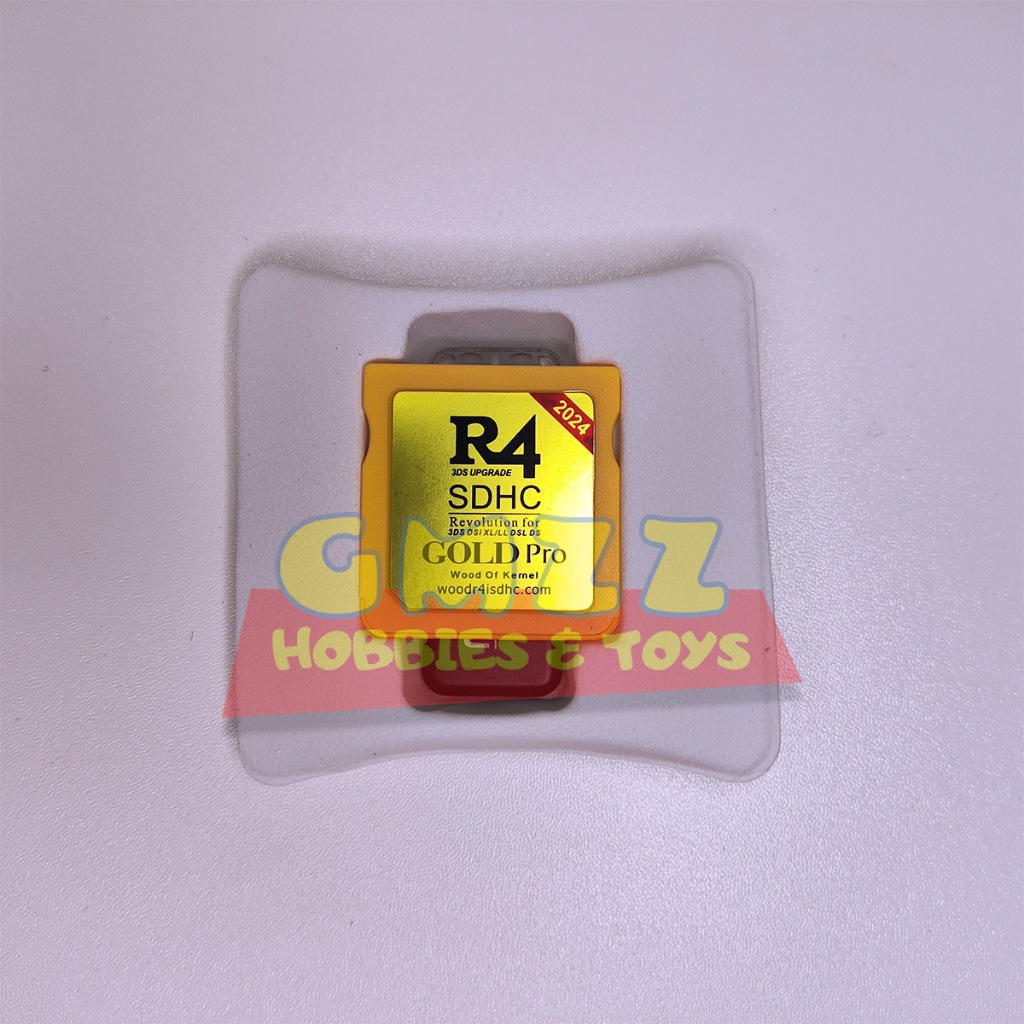 2024
R4
3DS UPGRADE
SDHC
Revolution for
3DS DSi XL/LL DSL DS
GOLD Pro
Wood Of Kernel
woodr4isdhc.com
GMZZ
HOBBIES & TOYS